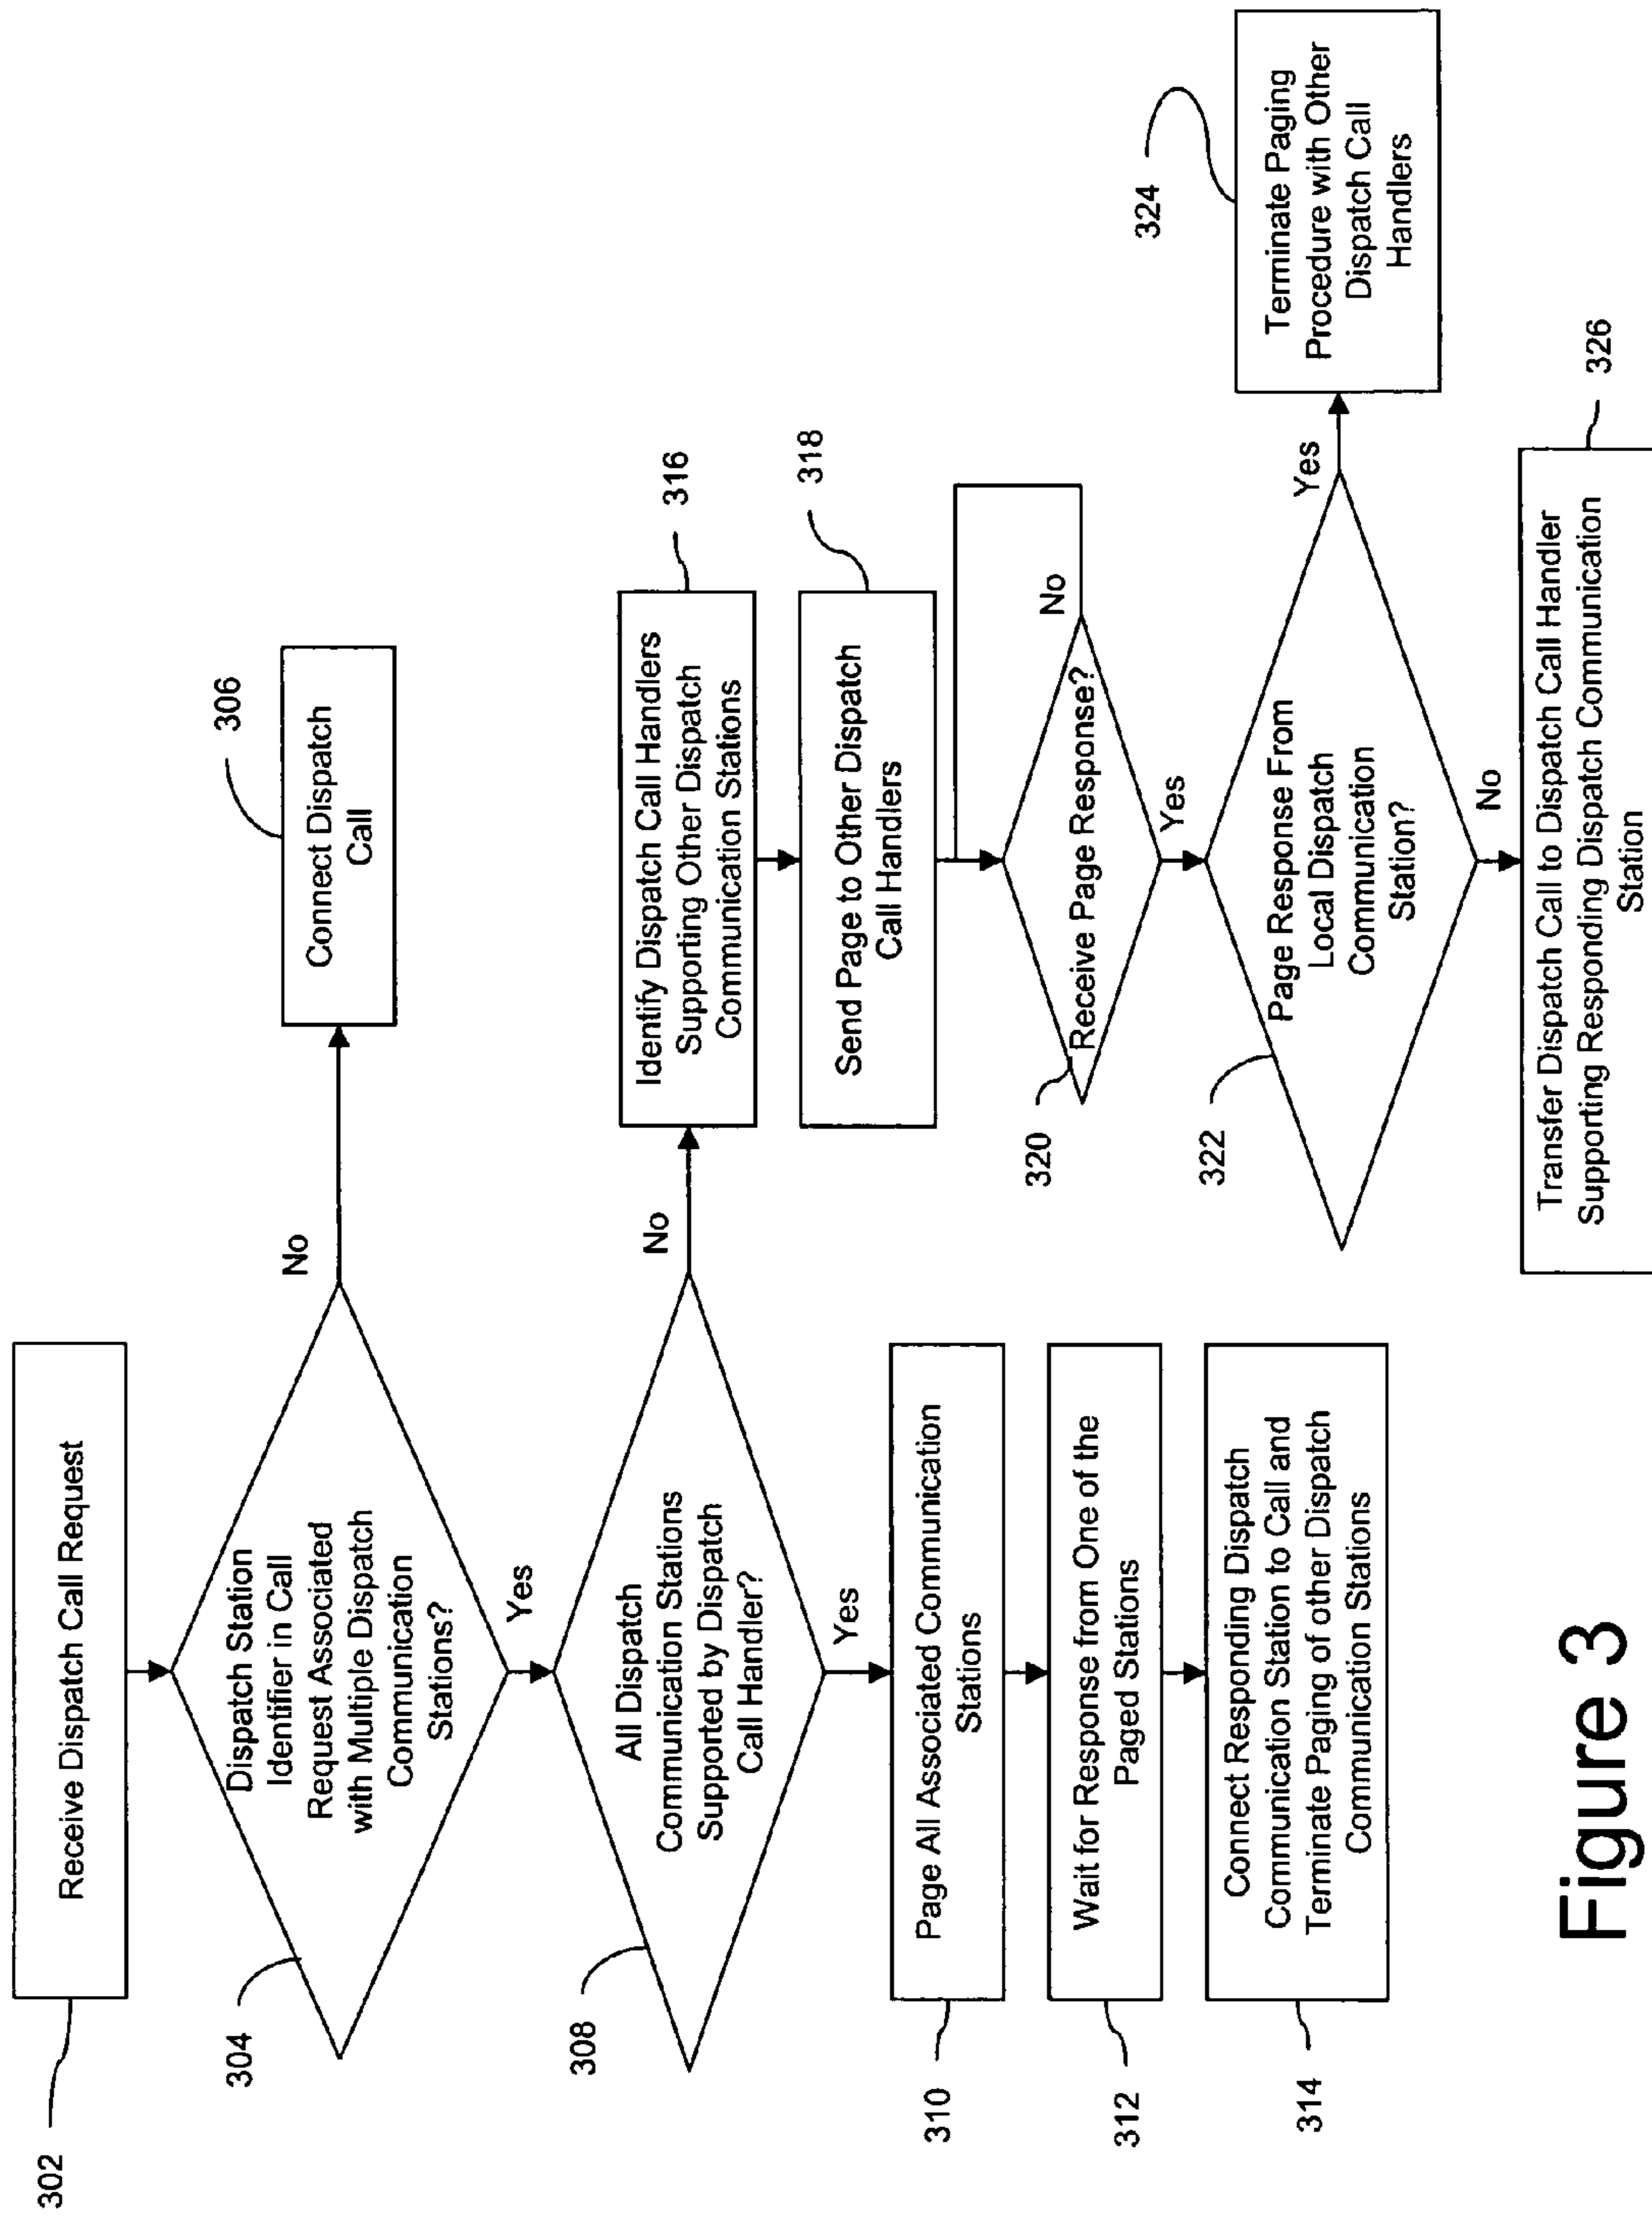 302
Receive Dispatch Call Request
304
Dispatch Station
Identifier in Call
Request Associated
with Multiple Dispatch
Communication
Stations?
No
306
Connect Dispatch
Call
Yes
308
All Dispatch
Communication Stations
Supported by Dispatch
Call Handler?
No
Yes
310
Page All Associated Communication
Stations
312
Wait for Response from One of the
Paged Stations
314
Connect Responding Dispatch
Communication Station to Call and
Terminate Paging of other Dispatch
Communication Stations
316
Identify Dispatch Call Handlers
Supporting Other Dispatch
Communication Stations
318
Send Page to Other Dispatch
Call Handlers
320
Receive Page Response?
No
Yes
322
Page Response From
Local Dispatch
Communication
Station?
Yes
324
Terminate Paging
Procedure with Other
Dispatch Call
Handlers
No
326
Transfer Dispatch Call to Dispatch Call Handler
Supporting Responding Dispatch Communication
Station
Figure 3